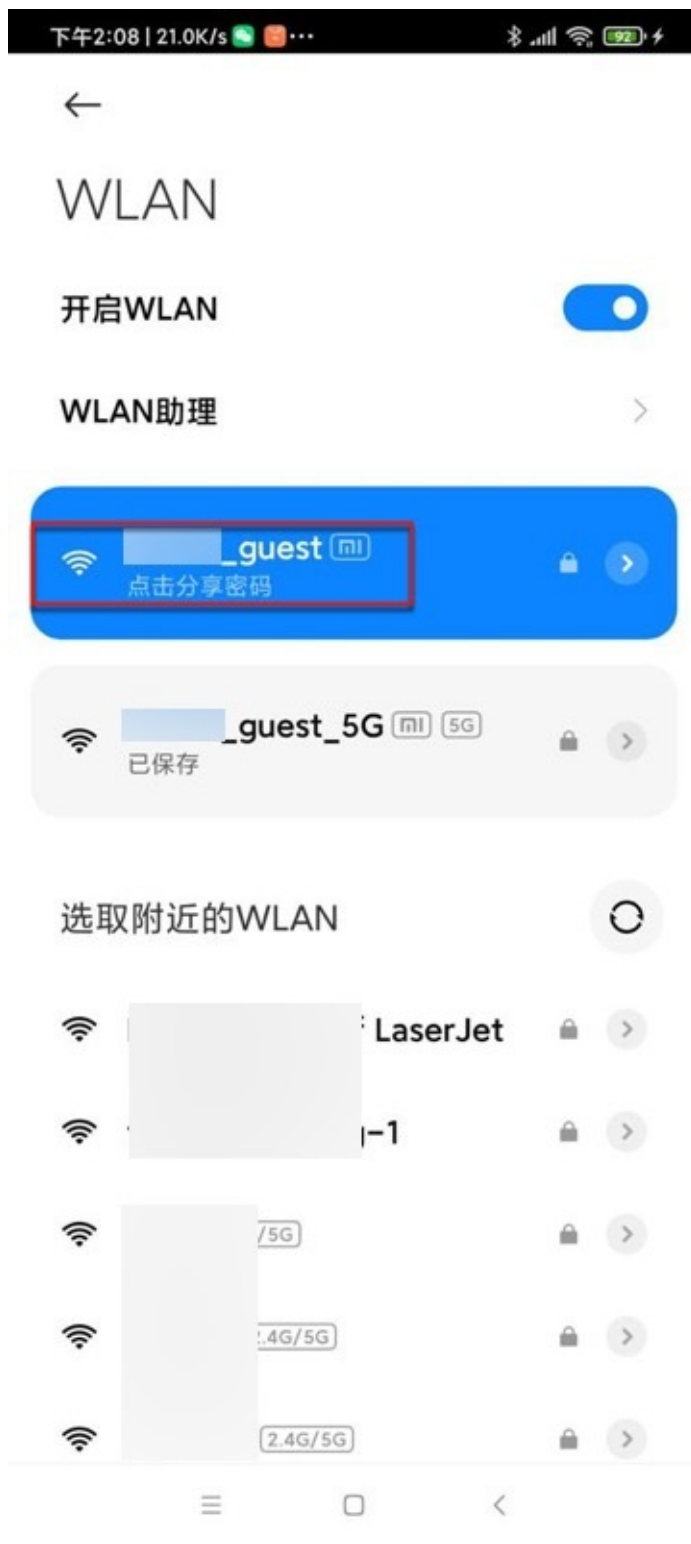 下午2:08 | 21.0K/s ... 92
WLAN
开启WLAN
WLAN助理
_guest
点击分享密码
_guest_5G 5G
已保存
选取附近的WLAN
LaserJet
-1
/5G
.4G/5G
2.4G/5G